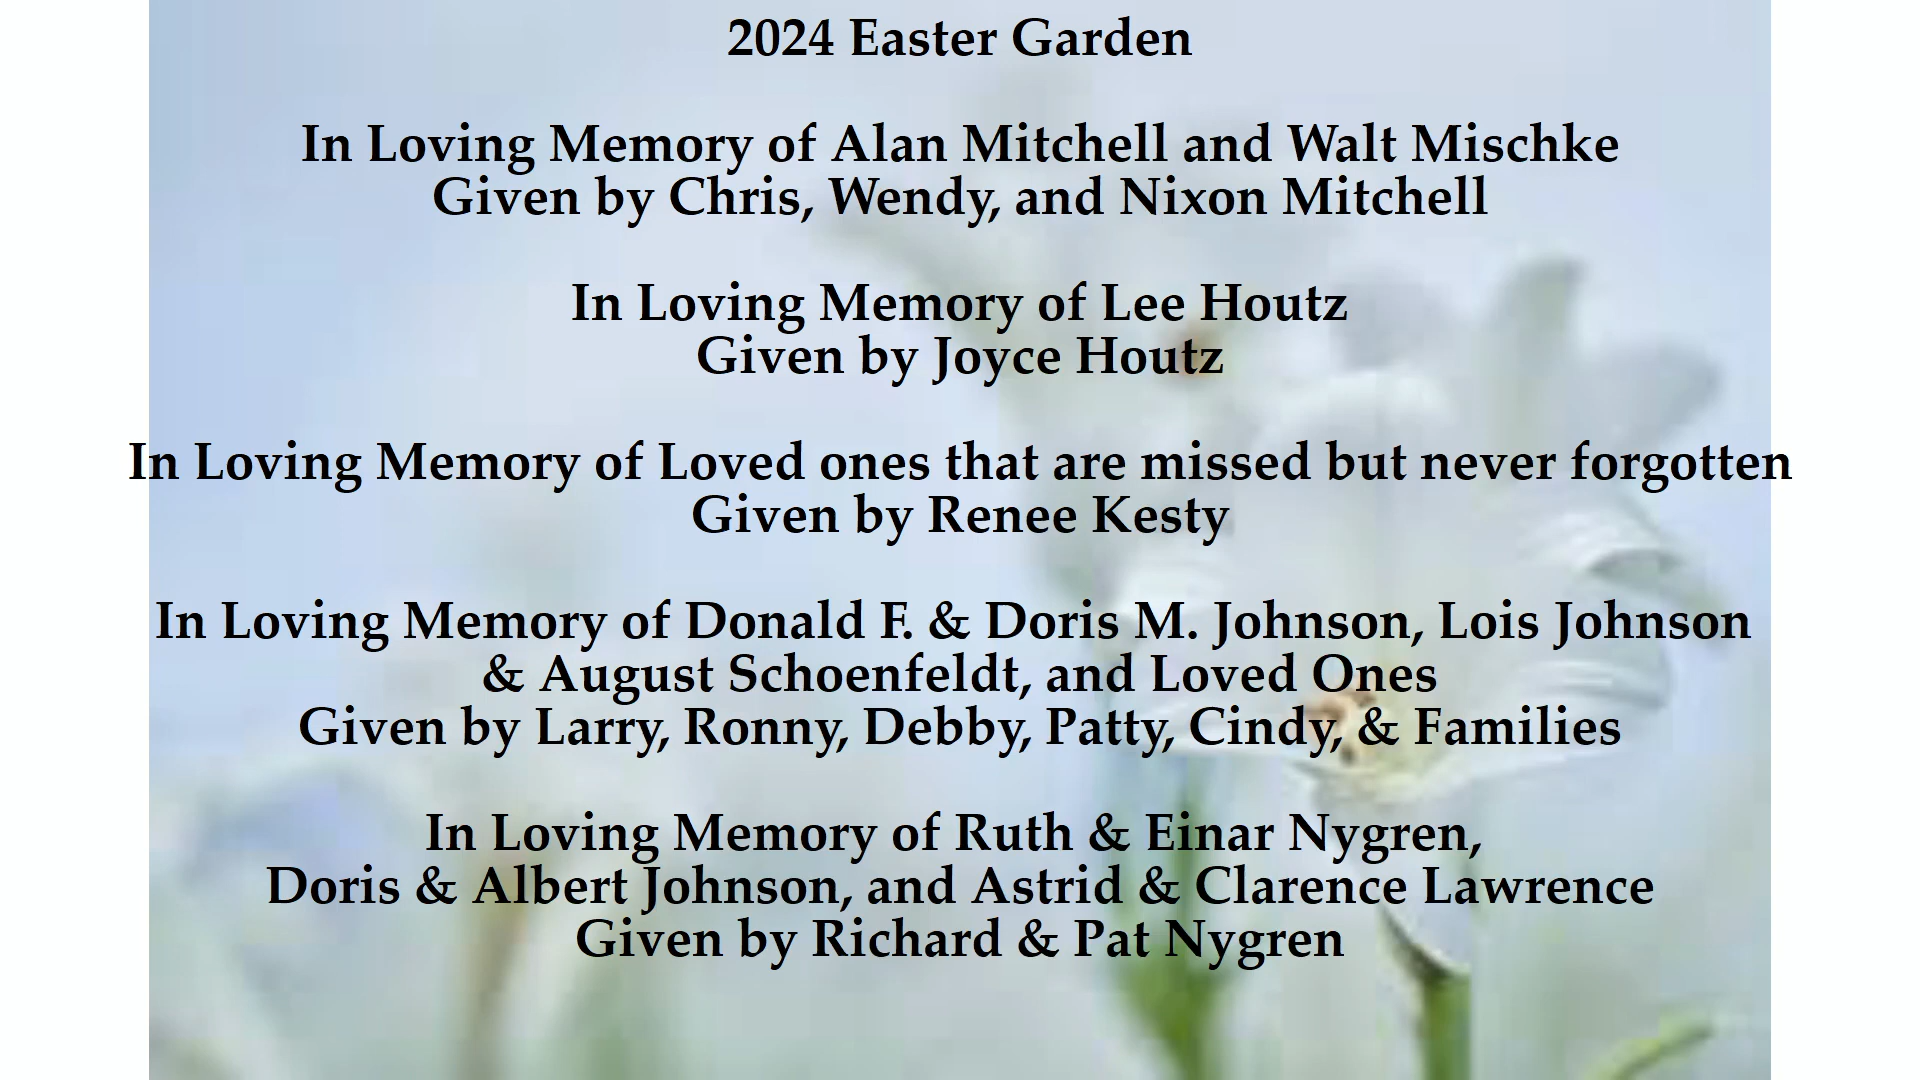 2024 Easter Garden
In Loving Memory of Alan Mitchell and Walt Mischke
Given by Chris, Wendy, and Nixon Mitchell
In Loving Memory of Lee Houtz
Given by Joyce Houtz
In Loving Memory of Loved ones that are missed but never forgotten
Given by Renee Kesty
In Loving Memory of Donald F. & Doris M. Johnson, Lois Johnson
& August Schoenfeldt, and Loved Ones
Given by Larry, Ronny, Debby, Patty, Cindy, & Families
In Loving Memory of Ruth & Einar Nygren,
Doris & Albert Johnson, and Astrid & Clarence Lawrence
Given by Richard & Pat Nygren